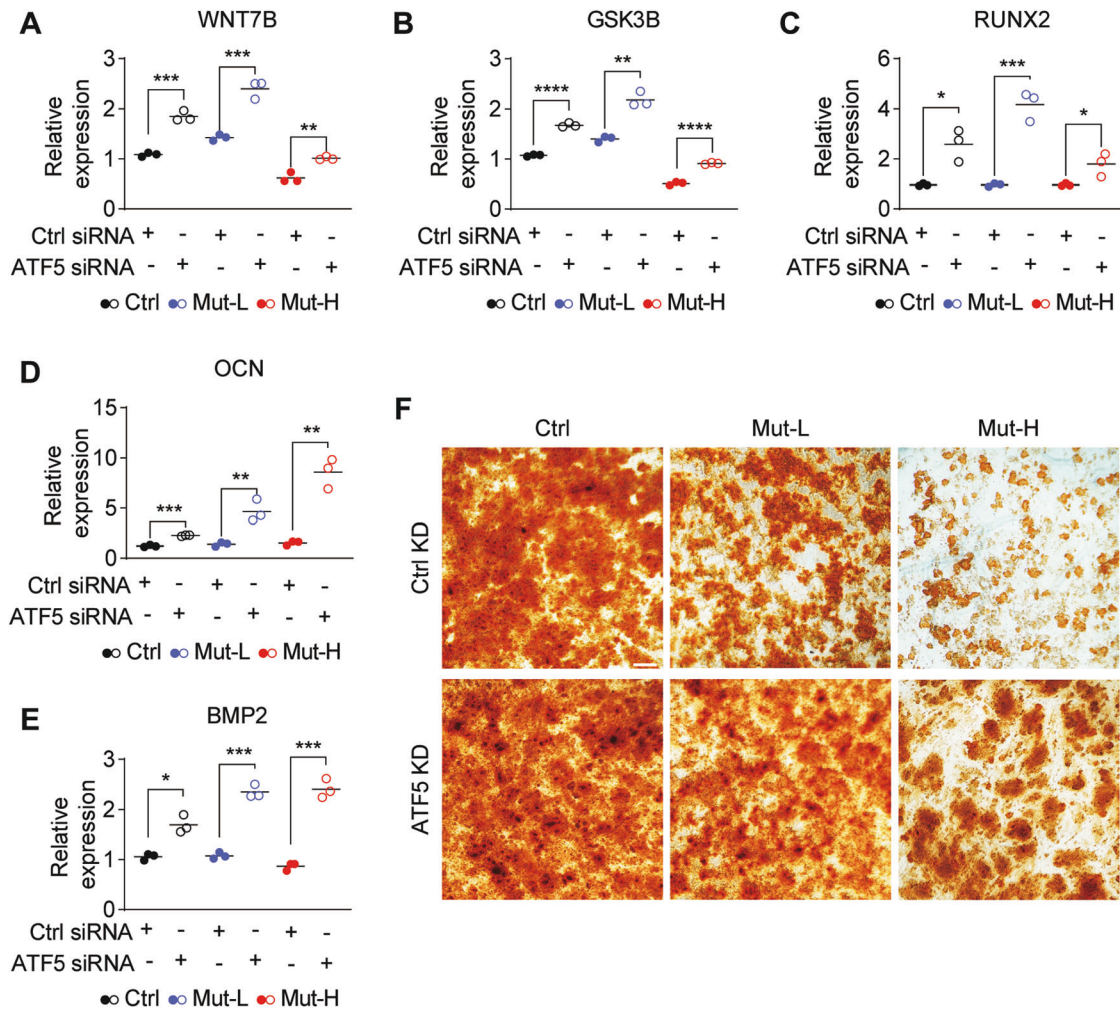 A
WNT7B
Relative expression
3
2
1
0
***
***
**
Ctrl siRNA + - + - + -
ATF5 siRNA - + - + - +
Ctrl Mut-L Mut-H
B
GSK3B
Relative expression
3
2
1
0
****
**
****
Ctrl siRNA + - + - + -
ATF5 siRNA - + - + - +
Ctrl Mut-L Mut-H
C
RUNX2
Relative expression
6
4
2
0
*
***
*
Ctrl siRNA + - + - + -
ATF5 siRNA - + - + - +
Ctrl Mut-L Mut-H
D
OCN
Relative expression
15
10
5
0
***
**
**
Ctrl siRNA + - + - + -
ATF5 siRNA - + - + - +
Ctrl Mut-L Mut-H
E
BMP2
Relative expression
3
2
1
0
*
***
***
Ctrl siRNA + - + - + -
ATF5 siRNA - + - + - +
Ctrl Mut-L Mut-H
F
Ctrl Mut-L Mut-H
Ctrl KD
ATF5 KD